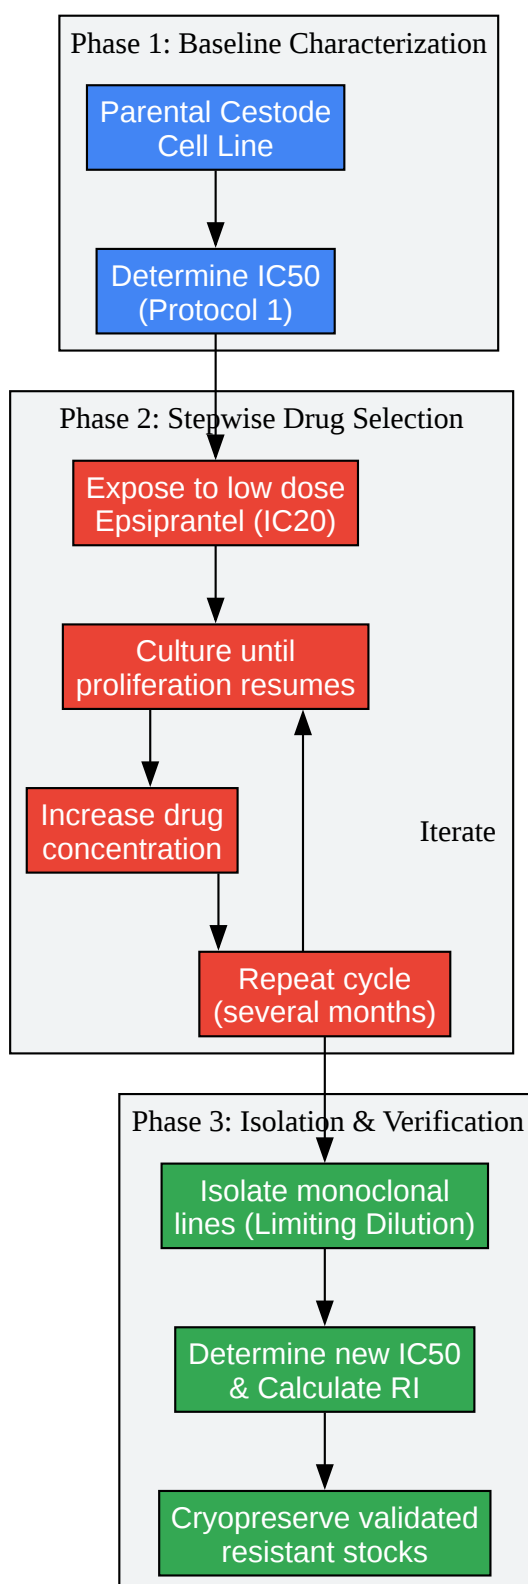 Phase 1: Baseline Characterization
Parental Cestode
Cell Line
Determine IC50
(Protocol 1)
Phase 2: Stepwise Drug Selection
Expose to low dose
Epsiprantel (IC20)
Culture until
proliferation resumes
Increase drug
concentration
Iterate
Repeat cycle
(several months)
Phase 3: Isolation & Verification
Isolate monoclonal
lines (Limiting Dilution)
Determine new IC50
& Calculate RI
Cryopreserve validated
resistant stocks